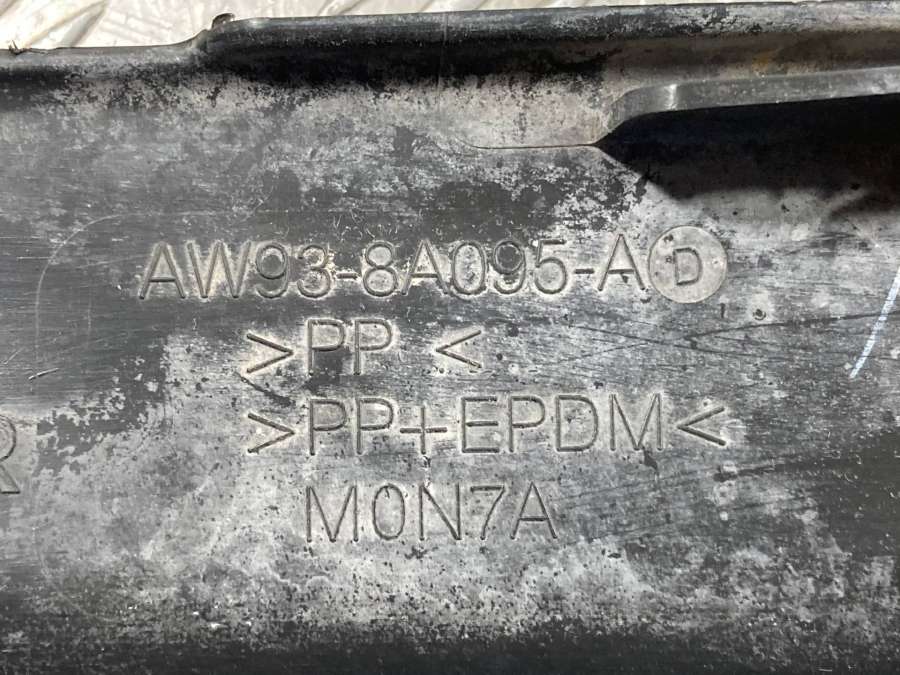 AW93-8A095-AD
>PP <
>PP+EPDM<
R
M0N7A